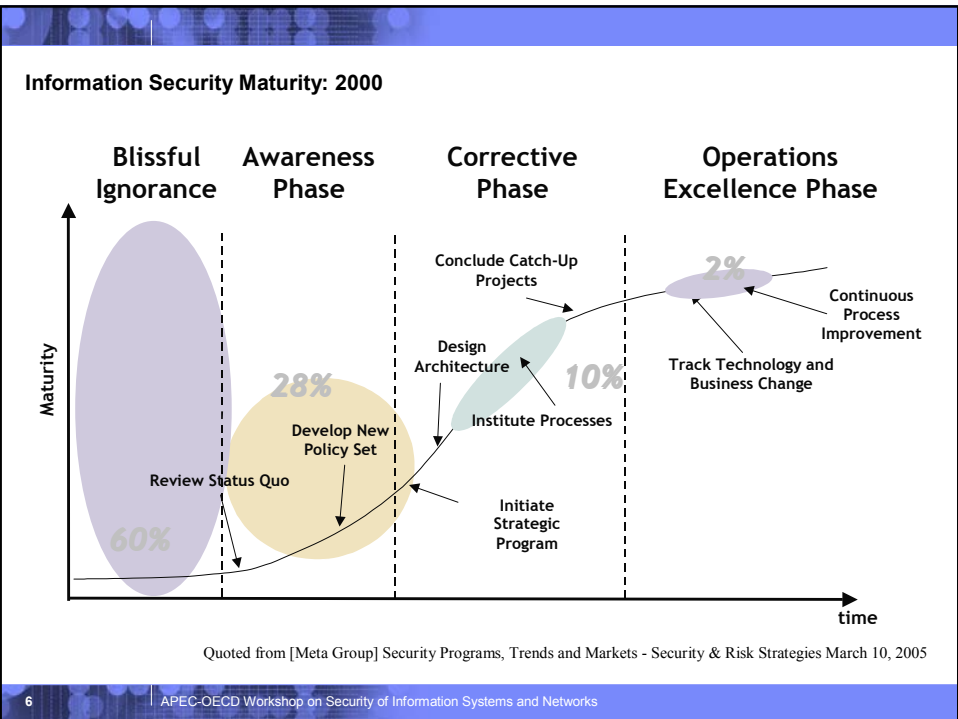 Information Security Maturity: 2000
Blissful
Ignorance
Awareness
Phase
Corrective
Phase
Operations
Excellence Phase
Maturity
60%
Review Status Quo
28%
Develop New
Policy Set
Conclude Catch-Up
Projects
Design
Architecture
10%
Institute Processes
Initiate
Strategic
Program
2%
Continuous
Process
Improvement
Track Technology and
Business Change
time
Quoted from [Meta Group] Security Programs, Trends and Markets - Security & Risk Strategies March 10, 2005
6
APEC-OECD Workshop on Security of Information Systems and Networks